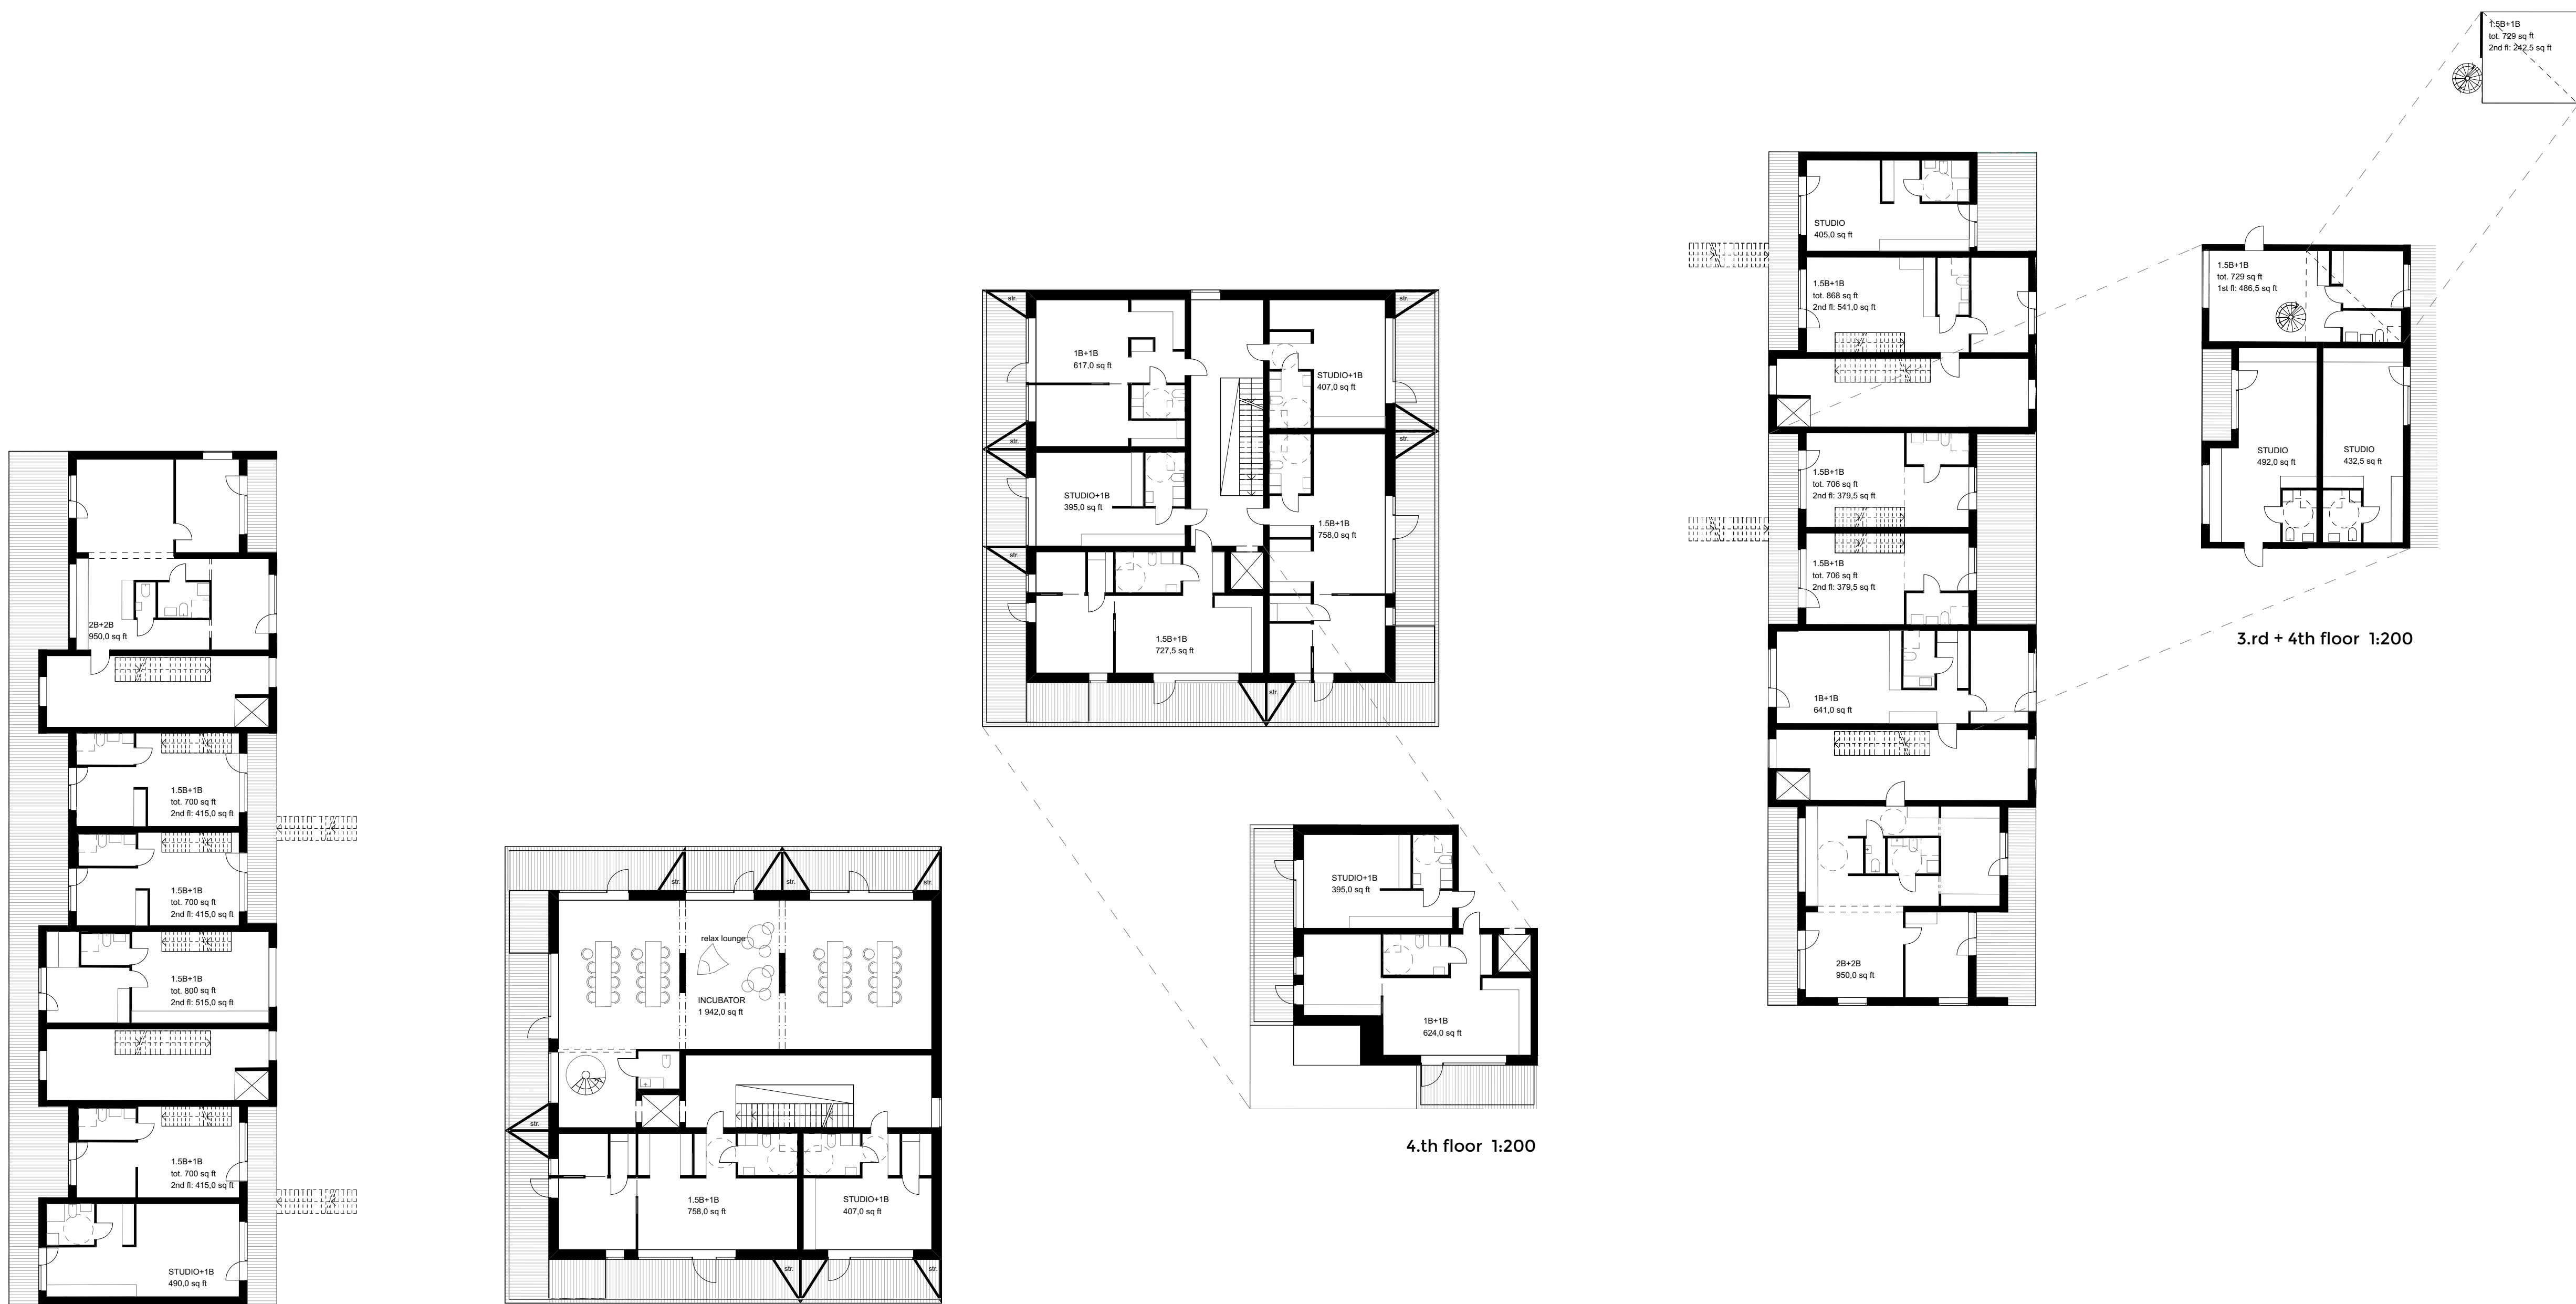 2B+2B
950,0 sq ft
1.5B+1B
tot. 700 sq ft
2nd fl: 415,0 sq ft
1.5B+1B
tot. 700 sq ft
2nd fl: 415,0 sq ft
1.5B+1B
tot. 800 sq ft
2nd fl: 515,0 sq ft
1.5B+1B
tot. 700 sq ft
2nd fl: 415,0 sq ft
STUDIO+1B
490,0 sq ft
str.
str.
str.
relax lounge
INCUBATOR
1 942,0 sq ft
str.
1.5B+1B
758,0 sq ft
STUDIO+1B
407,0 sq ft
str.
str.
str.
str.
1B+1B
617,0 sq ft
STUDIO+1B
407,0 sq ft
str.
str.
STUDIO+1B
395,0 sq ft
1.5B+1B
758,0 sq ft
str.
1.5B+1B
727,5 sq ft
str.
STUDIO+1B
395,0 sq ft
1B+1B
624,0 sq ft
4.th floor 1:200
STUDIO
405,0 sq ft
1.5B+1B
tot. 868 sq ft
2nd fl: 541,0 sq ft
1.5B+1B
tot. 706 sq ft
2nd fl: 379,5 sq ft
1.5B+1B
tot. 706 sq ft
2nd fl: 379,5 sq ft
1B+1B
641,0 sq ft
2B+2B
950,0 sq ft
1.5B+1B
tot. 729 sq ft
2nd fl: 242,5 sq ft
1.5B+1B
tot. 729 sq ft
1st fl: 486,5 sq ft
STUDIO
492,0 sq ft
STUDIO
432,5 sq ft
3.rd + 4th floor 1:200